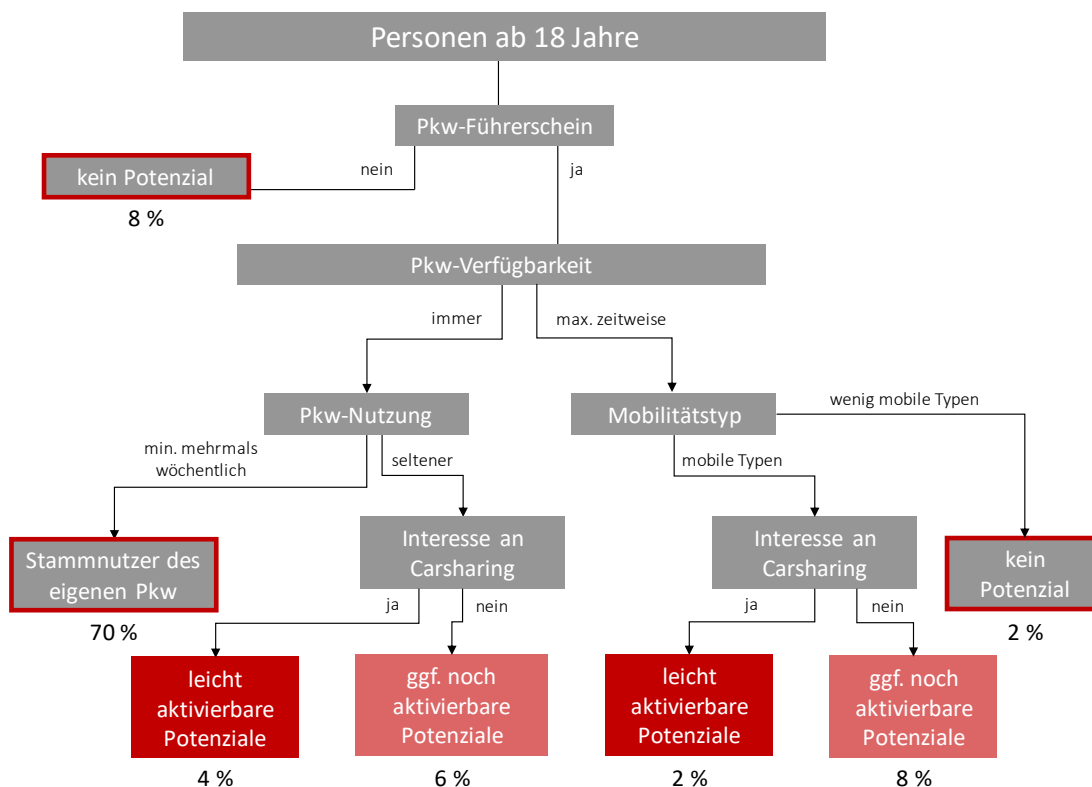 Personen ab 18 Jahre
Pkw-Führerschein
nein
ja
kein Potenzial
8 %
Pkw-Verfügbarkeit
immer
max. zeitweise
Pkw-Nutzung
Mobilitätstyp
wenig mobile Typen
min. mehrmals
wöchentlich
seltener
mobile Typen
Stammnutzer des
eigenen Pkw
70 %
Interesse an
Carsharing
Interesse an
Carsharing
kein
Potenzial
2 %
ja
nein
ja
nein
leicht
aktivierbare
Potenziale
4 %
ggf. noch
aktivierbare
Potenziale
6 %
leicht
aktivierbare
Potenziale
2 %
ggf. noch
aktivierbare
Potenziale
8 %